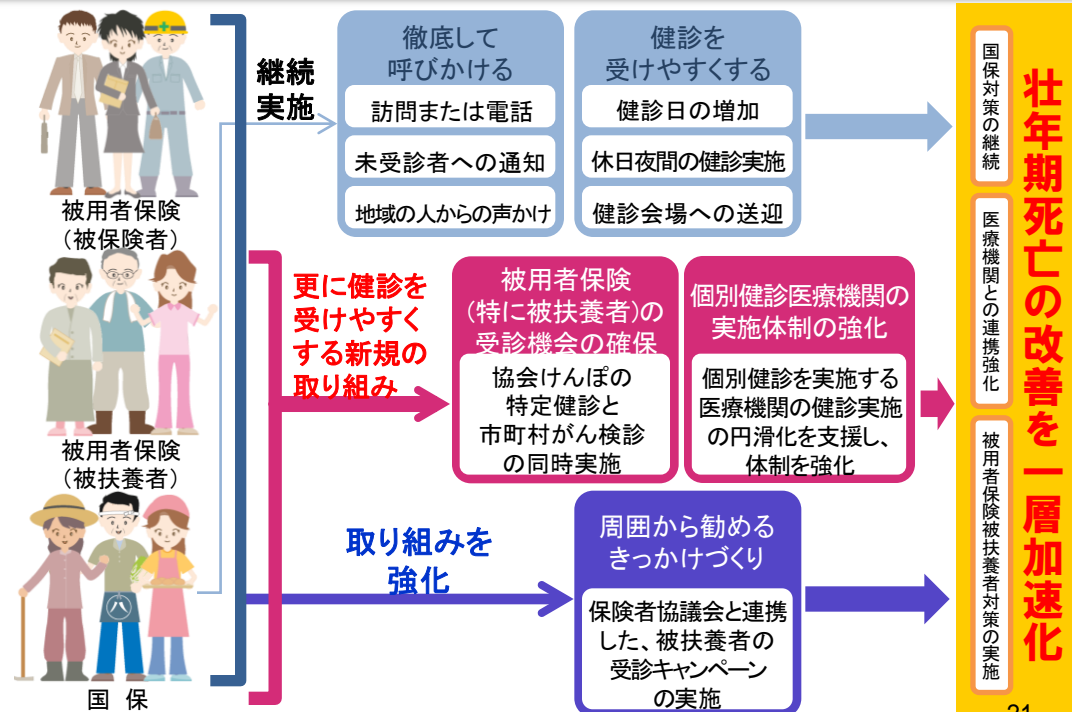 被用者保険
(被保険者)
被用者保険
(被扶養者)
国 保
八
継続
実施
徹底して
呼びかける
訪問または電話
未受診者への通知
地域の人からの声かけ
健診を
受けやすくする
健診日の増加
休日夜間の健診実施
健診会場への送迎
更に健診を
受けやすく
する新規の
取り組み
被用者保険
(特に被扶養者)の
受診機会の確保
協会けんぽの
特定健診と
市町村がん検診
の同時実施
個別健診医療機関の
実施体制の強化
個別健診を実施する
医療機関の健診実施
の円滑化を支援し、
体制を強化
取り組みを
強化
周囲から勧める
きっかけづくり
保険者協議会と連携
した、被扶養者の
受診キャンペーン
の実施
国保対策の継続
医療機関との連携強化
被用者保険被扶養者対策の実施
壮年期死亡の改善を一層加速化
21